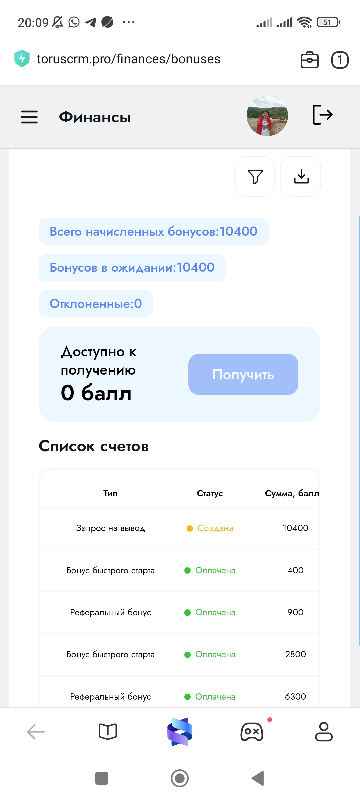 20:09
51
toruscrm.pro/finances/bonuses
1
Финансы
Всего начисленных бонусов:10400
Бонусов в ожидании:10400
Отклоненные:0
Доступно к
получению
0 балл
Получить
Список счетов
Тип Статус Сумма, балл
Запрос на вывод Создана 10400
Бонус быстрого старта Оплачена 400
Реферальный бонус Оплачена 900
Бонус быстрого старта Оплачена 2800
Реферальный бонус Оплачена 6300